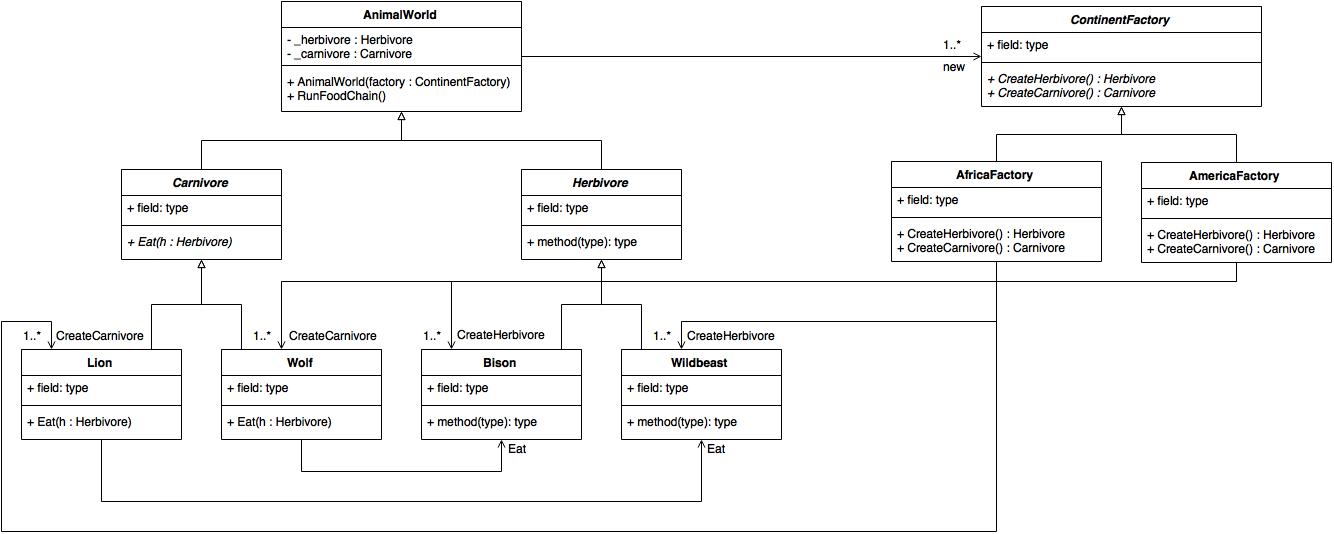 AnimalWorld
- _herbivore : Herbivore
- _carnivore : Carnivore
+ AnimalWorld(factory : ContinentFactory)
+ RunFoodChain()
1..*
new
ContinentFactory
+ field: type
+ CreateHerbivore() : Herbivore
+ CreateCarnivore() : Carnivore
Carnivore
+ field: type
+ Eat(h : Herbivore)
Herbivore
+ field: type
+ method(type): type
AfricaFactory
+ field: type
+ CreateHerbivore() : Herbivore
+ CreateCarnivore() : Carnivore
AmericaFactory
+ field: type
+ CreateHerbivore() : Herbivore
+ CreateCarnivore() : Carnivore
1..* CreateCarnivore
1..* CreateCarnivore
1..* CreateHerbivore
1..* CreateHerbivore
Lion
+ field: type
+ Eat(h : Herbivore)
Wolf
+ field: type
+ Eat(h : Herbivore)
Bison
+ field: type
+ method(type): type
Wildbeast
+ field: type
+ method(type): type
Eat
Eat